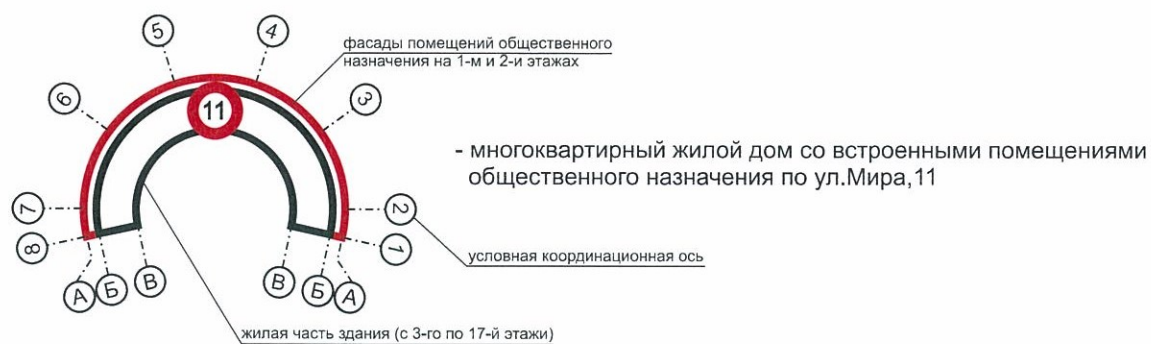 5
4
фасады помещений общественного
назначения на 1-м и 2-и этажах
6
3
11
- многоквартирный жилой дом со встроенными помещениями
общественного назначения по ул.Мира,11
7
2
8
1
условная координационная ось
А Б В
В Б А
жилая часть здания (с 3-го по 17-й этажи)